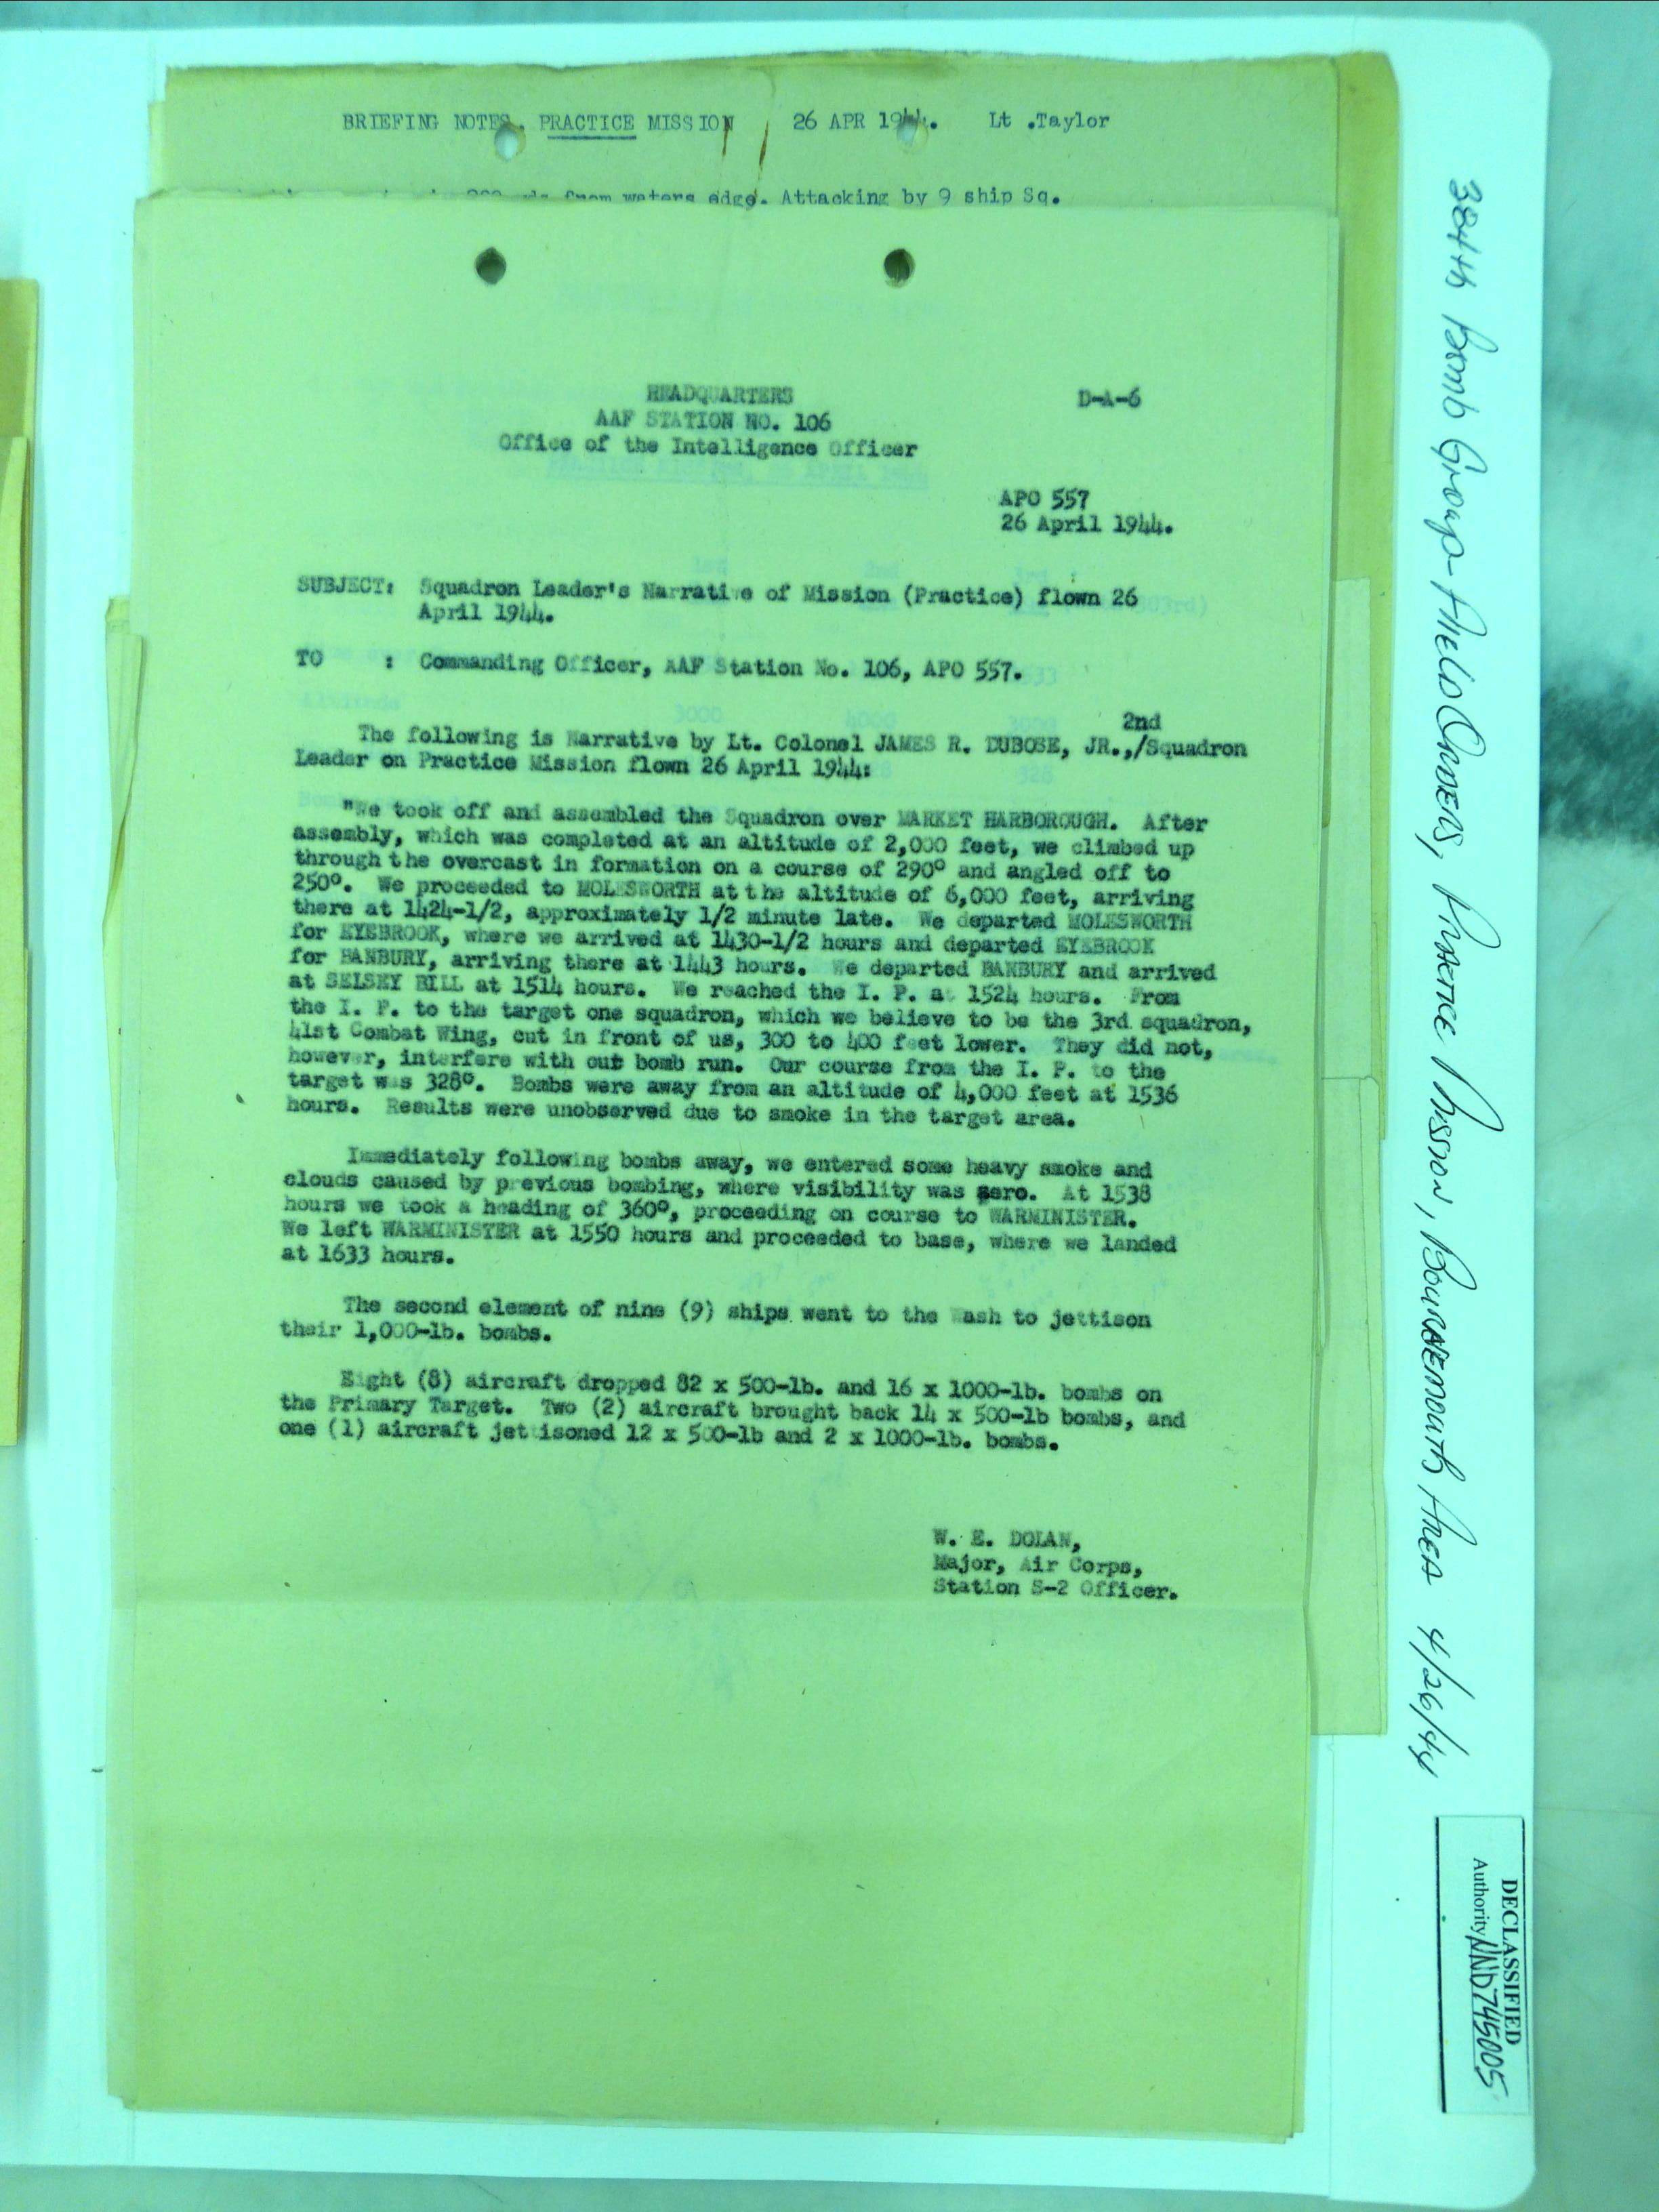 BRIEFING NOTES. PRACTICE MISSION 26 APR 1944. Lt .Taylor
from waters edge. Attacking by 9 ship Sq.
HEADQUARTERS D-A-6
AAF STATION NO. 106
Office of the Intelligence Officer
APO 557
26 April 1944.
SUBJECT: Squadron Leader's Narrative of Mission (Practice) flown 26
April 1944.
TO : Commanding Officer, AAF Station No. 106, APO 557.
2nd
The following is Narrative by Lt. Colonel JAMES R. DUBOSE, JR.,/Squadron
Leader on Practice Mission flown 26 April 1944:
"We took off and assembled the Squadron over MARKET HARBOROUGH. After
assembly, which was completed at an altitude of 2,000 feet, we climbed up
through the overcast in formation on a course of 290° and angled off to
250°. We proceeded to MOLESWORTH at the altitude of 6,000 feet, arriving
there at 1424-1/2, approximately 1/2 minute late. We departed MOLESWORTH
for EYEBROOK, where we arrived at 1430-1/2 hours and departed EYEBROOK
for BANBURY, arriving there at 1443 hours. We departed BANBURY and arrived
at SELSEY BILL at 1514 hours. We reached the I. P. at 1524 hours. From
the I. P. to the target one squadron, which we believe to be the 3rd squadron,
41st Combat Wing, cut in front of us, 300 to 400 feet lower. They did not,
however, interfere with our bomb run. Our course from the I. P. to the
target was 328°. Bombs were away from an altitude of 4,000 feet at 1536
hours. Results were unobserved due to smoke in the target area.
Immediately following bombs away, we entered some heavy smoke and
clouds caused by previous bombing, where visibility was zero. At 1538
hours we took a heading of 360°, proceeding on course to WARMINISTER.
We left WARMINISTER at 1550 hours and proceeded to base, where we landed
at 1633 hours.
The second element of nine (9) ships went to the Wash to jettison
their 1,000-lb. bombs.
Eight (8) aircraft dropped 82 x 500-lb. and 16 x 1000-lb. bombs on
the Primary Target. Two (2) aircraft brought back 14 x 500-lb bombs, and
one (1) aircraft jettisoned 12 x 500-lb and 2 x 1000-lb. bombs.
W. E. DOLAN,
Major, Air Corps,
Station S-2 Officer.
384th Bomb Group - Field Orders, Practice Mission, Bournemouth Area 4/26/44
DECLASSIFIED
Authority NND745005